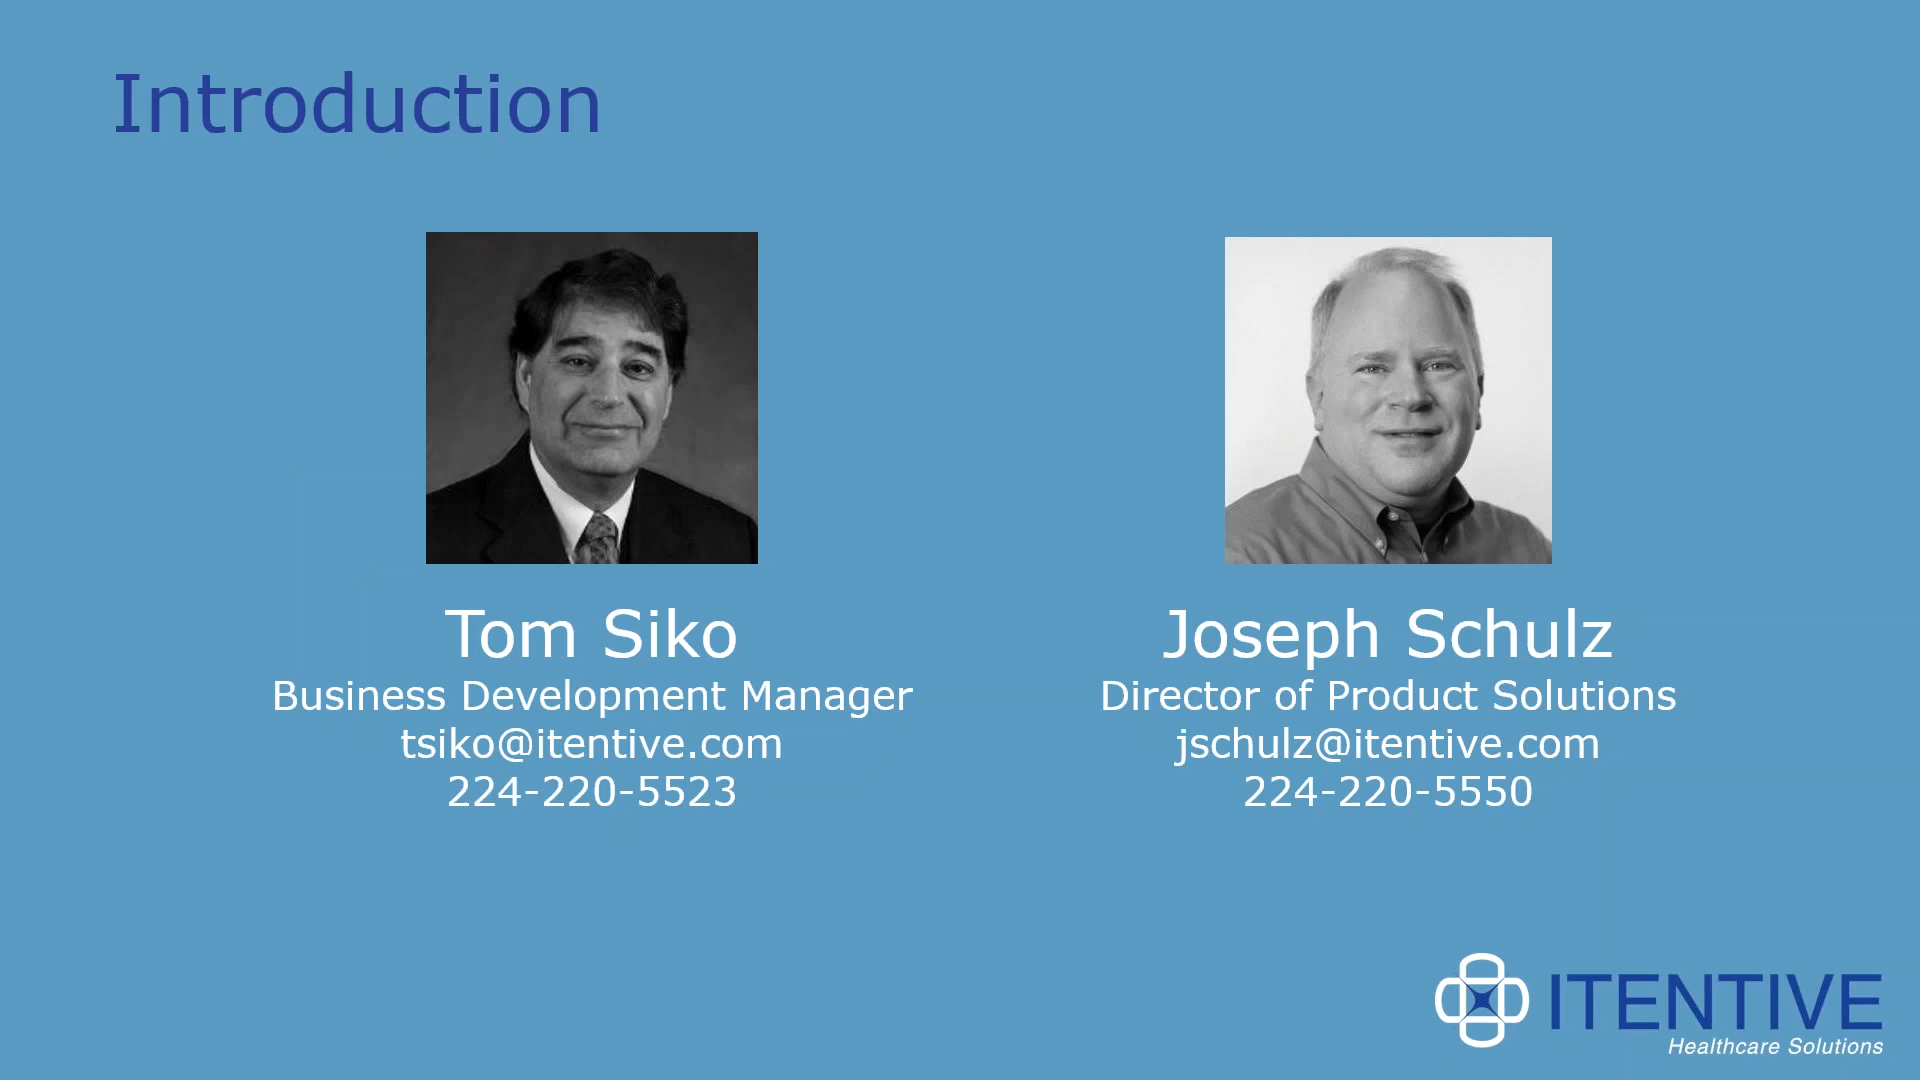 Introduction
Tom Siko
Business Development Manager
tsiko@itentive.com
224-220-5523
Joseph Schulz
Director of Product Solutions
jschulz@itentive.com
224-220-5550
ITENTIVE
Healthcare Solutions